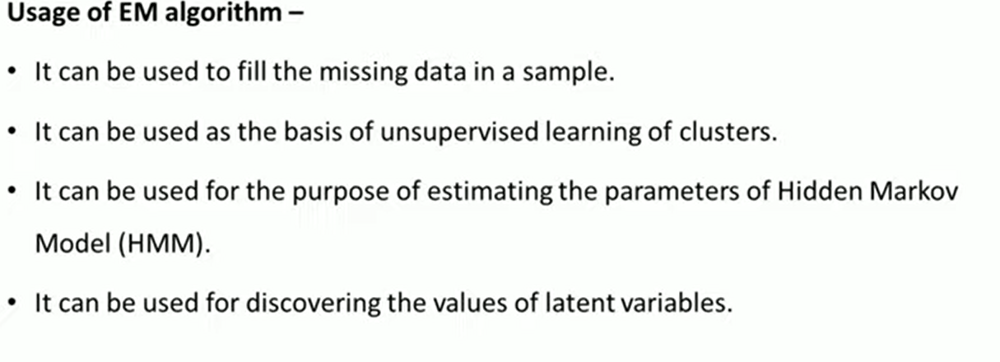 Usage of EM algorithm –
• It can be used to fill the missing data in a sample.
• It can be used as the basis of unsupervised learning of clusters.
• It can be used for the purpose of estimating the parameters of Hidden Markov
Model (HMM).
• It can be used for discovering the values of latent variables.